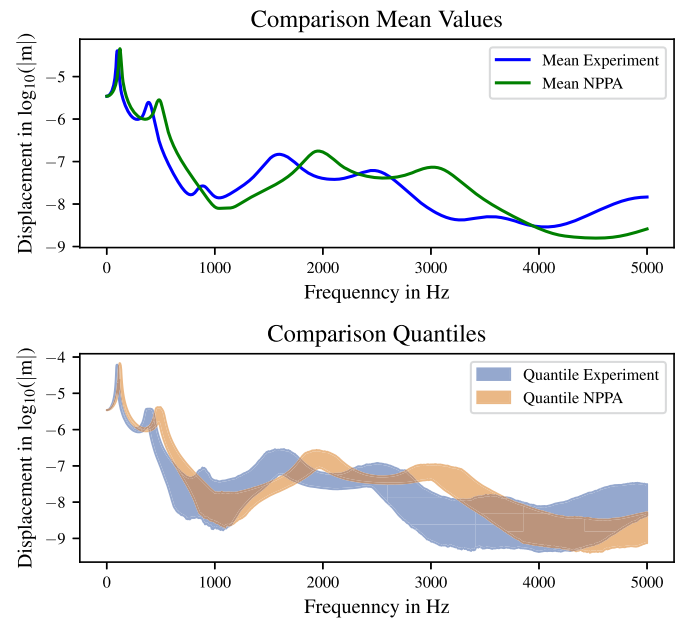 Comparison Mean Values
Displacement in log₁₀(|m|)
−5
−6
−7
−8
−9
Mean Experiment
Mean NPPA
0 1000 2000 3000 4000 5000
Frequenncy in Hz
Comparison Quantiles
Displacement in log₁₀(|m|)
−4
−5
−6
−7
−8
−9
Quantile Experiment
Quantile NPPA
0 1000 2000 3000 4000 5000
Frequenncy in Hz